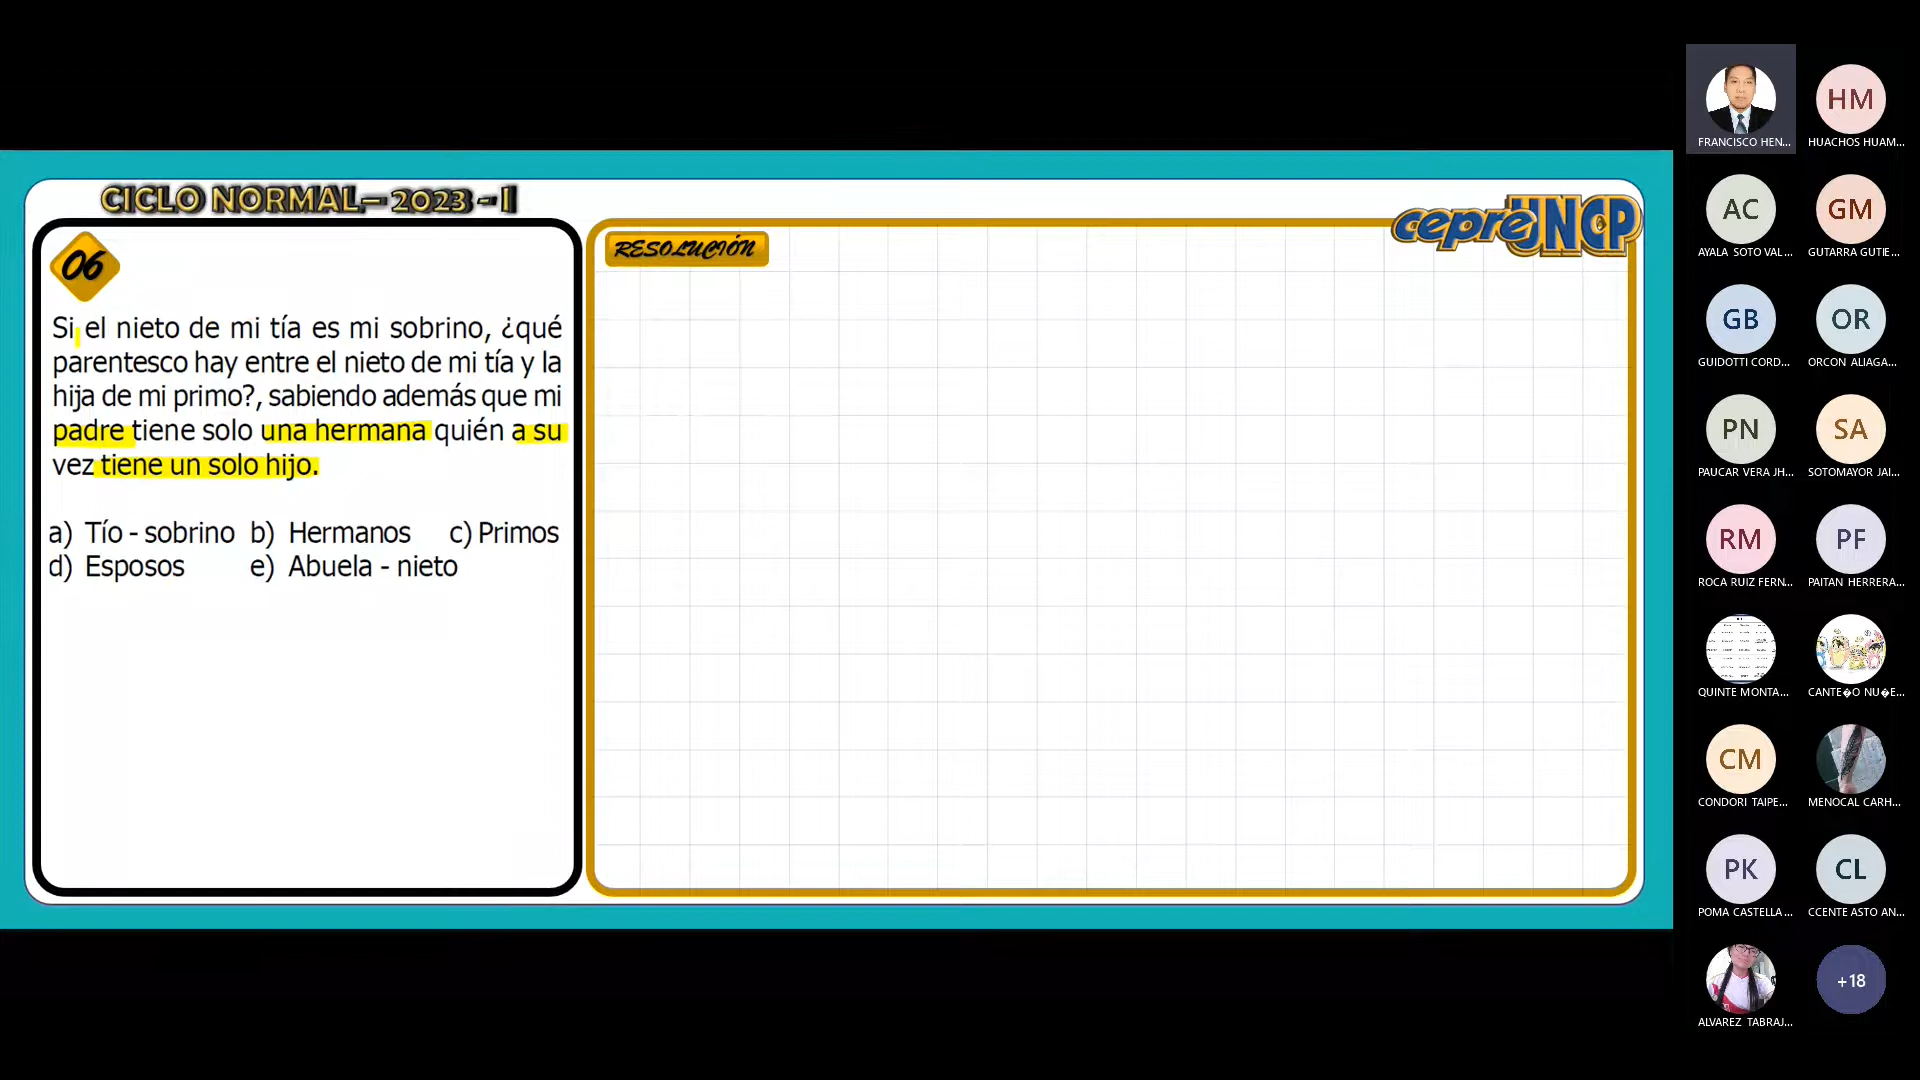 CICLO NORMAL– 2023 - I
cepreUNCP
06
Si el nieto de mi tía es mi sobrino, ¿qué
parentesco hay entre el nieto de mi tía y la
hija de mi primo?, sabiendo además que mi
padre tiene solo una hermana quién a su
vez tiene un solo hijo.
a) Tío - sobrino b) Hermanos c) Primos
d) Esposos e) Abuela - nieto
RESOLUCIÓN
FRANCISCO HEN...
HM
HUACHOS HUAM...
AC
AYALA SOTO VAL...
GM
GUTARRA GUTIE...
GB
GUIDOTTI CORD...
OR
ORCON ALIAGA...
PN
PAUCAR VERA JH...
SA
SOTOMAYOR JAI...
RM
ROCA RUIZ FERN...
PF
PAITAN HERRERA...
QUINTE MONTA...
CANTE�O NU�E...
CM
CONDORI TAIPE...
MENOCAL CARH...
PK
POMA CASTELLA...
CL
CCENTE ASTO AN...
ALVAREZ TABRAJ...
+18